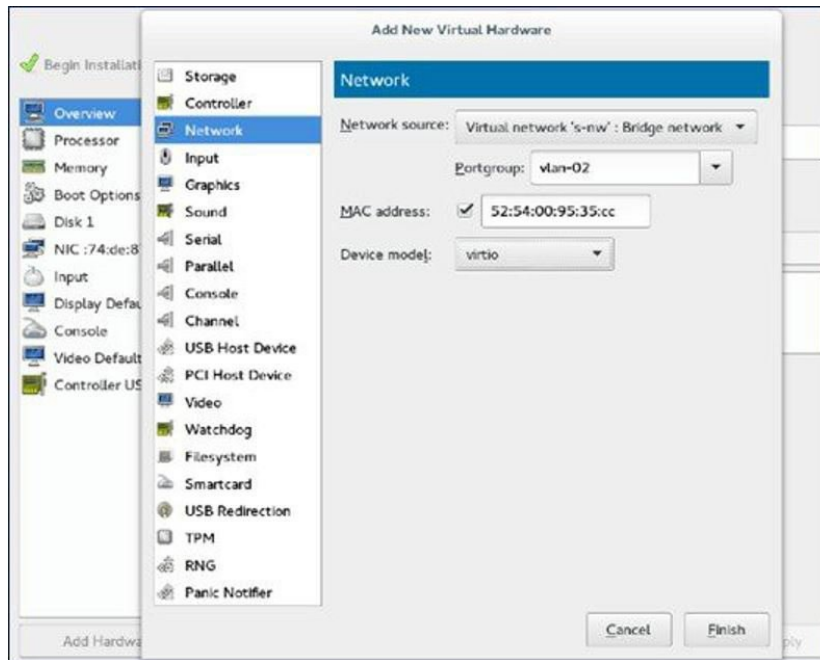 Add New Virtual Hardware
Begin Installati
Overview
Processor
Memory
Boot Options
Disk 1
NIC :74:de:8
Input
Display Defau
Console
Video Default
Controller US
Add Hardwa
Storage
Controller
Network
Input
Graphics
Sound
Serial
Parallel
Console
Channel
USB Host Device
PCI Host Device
Video
Watchdog
Filesystem
Smartcard
USB Redirection
TPM
RNG
Panic Notifier
Network
Network source: Virtual network 's-nw' : Bridge network
Portgroup: vlan-02
MAC address: 52:54:00:95:35:cc
Device model: virtio
Cancel Finish
ply